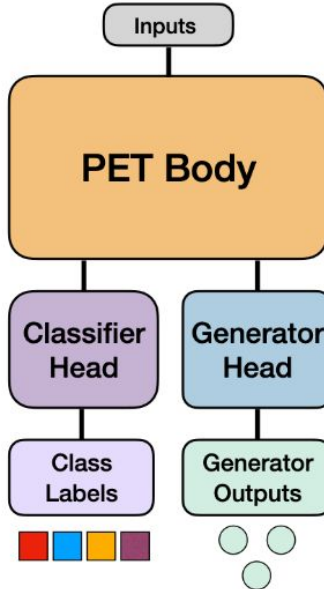 Inputs
PET Body
Classifier
Head
Generator
Head
Class
Labels
Generator
Outputs